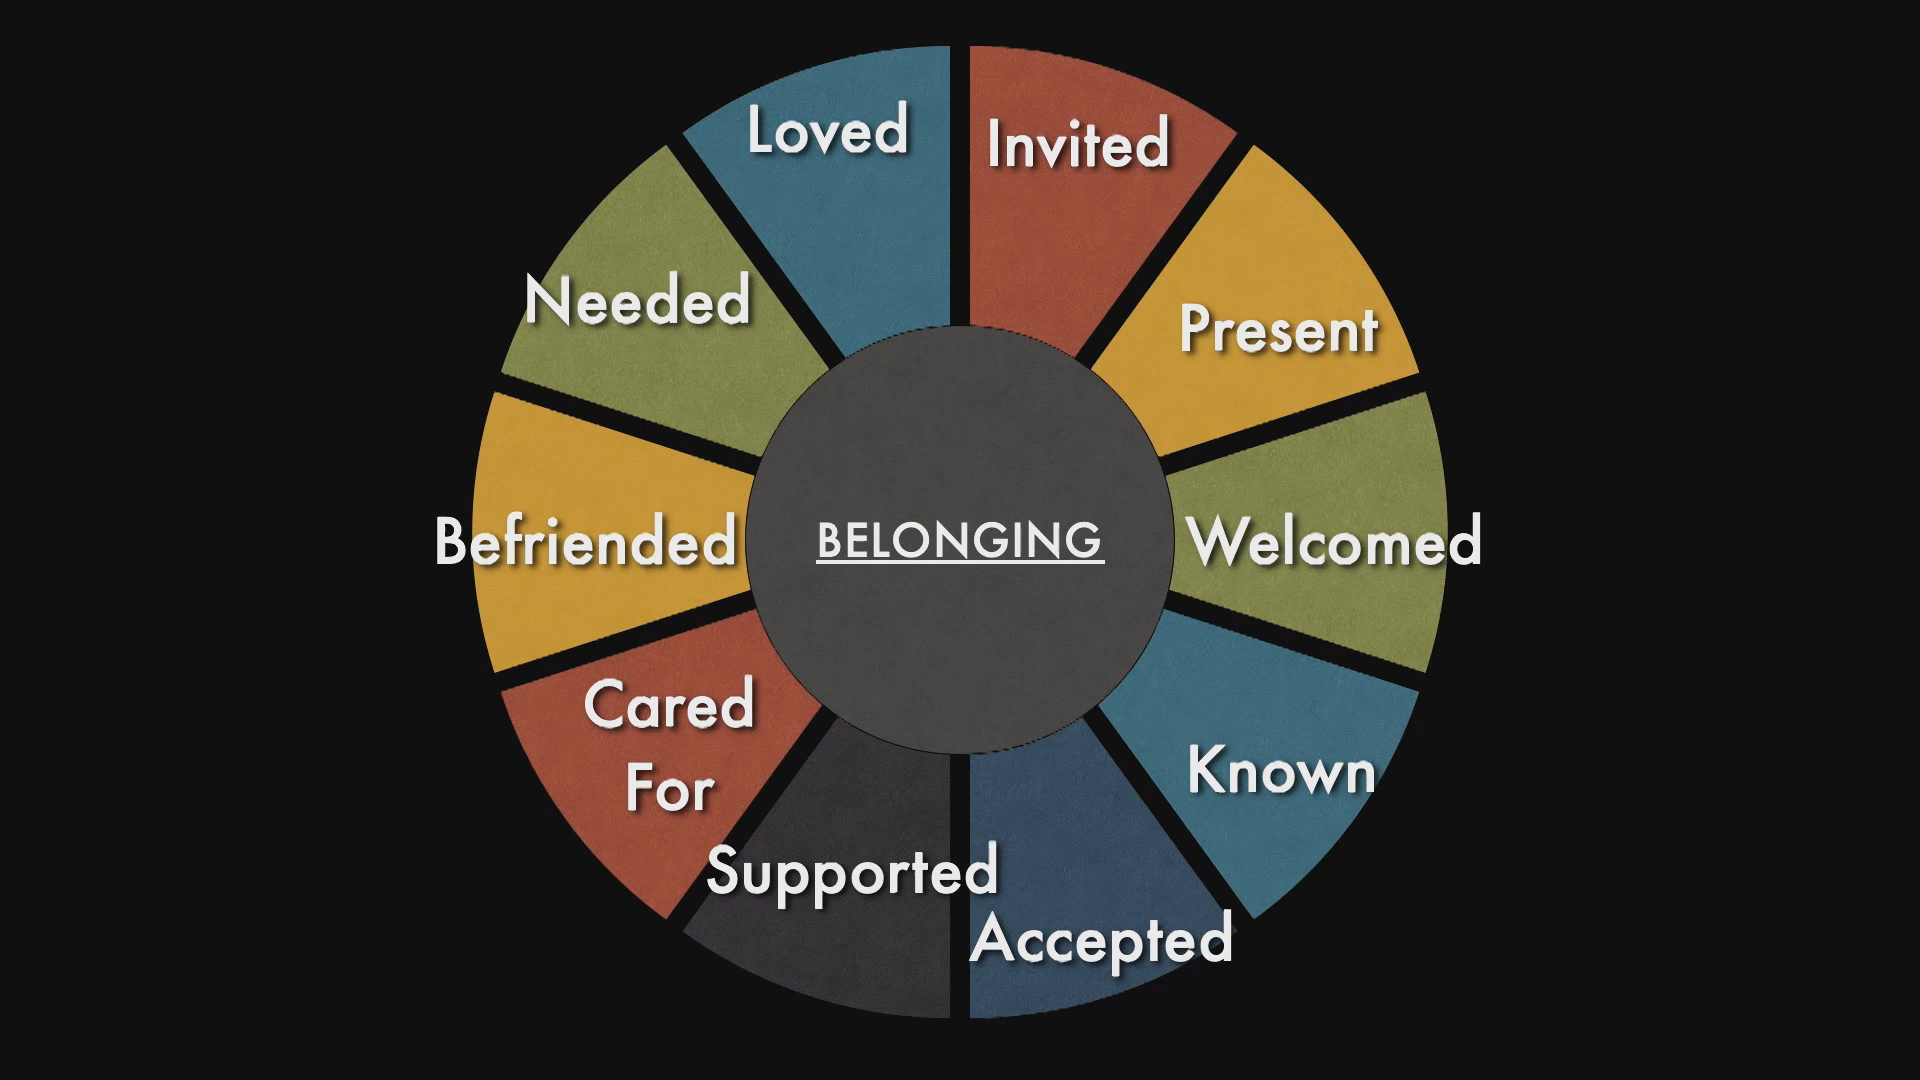 Loved
Invited
Needed
Present
Befriended
BELONGING
Welcomed
Cared
For
Known
Supported
Accepted